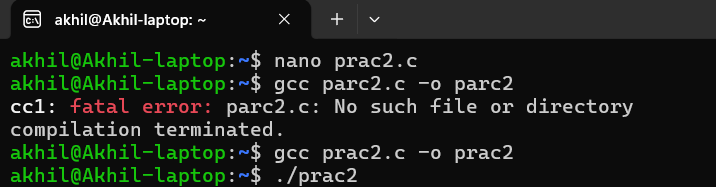 akhil@Akhil-laptop: ~
akhil@Akhil-laptop:~$ nano prac2.c
akhil@Akhil-laptop:~$ gcc parc2.c -o parc2
cc1: fatal error: parc2.c: No such file or directory
compilation terminated.
akhil@Akhil-laptop:~$ gcc prac2.c -o prac2
akhil@Akhil-laptop:~$ ./prac2